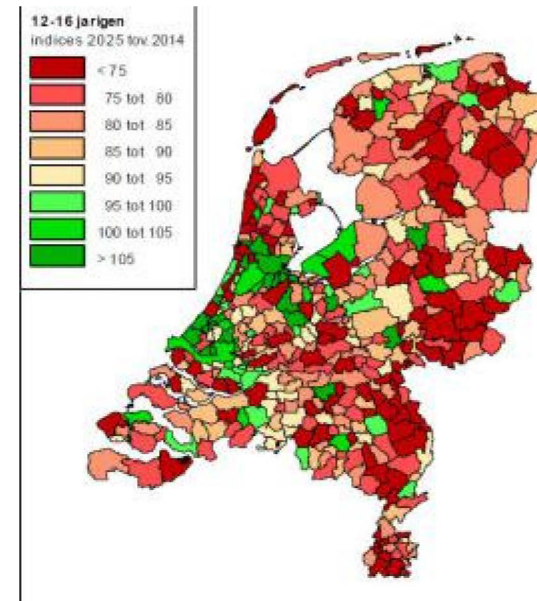 12-16 jarigen
indices 2025 tov. 2014
< 75
75 tot 80
80 tot 85
85 tot 90
90 tot 95
95 tot 100
100 tot 105
> 105